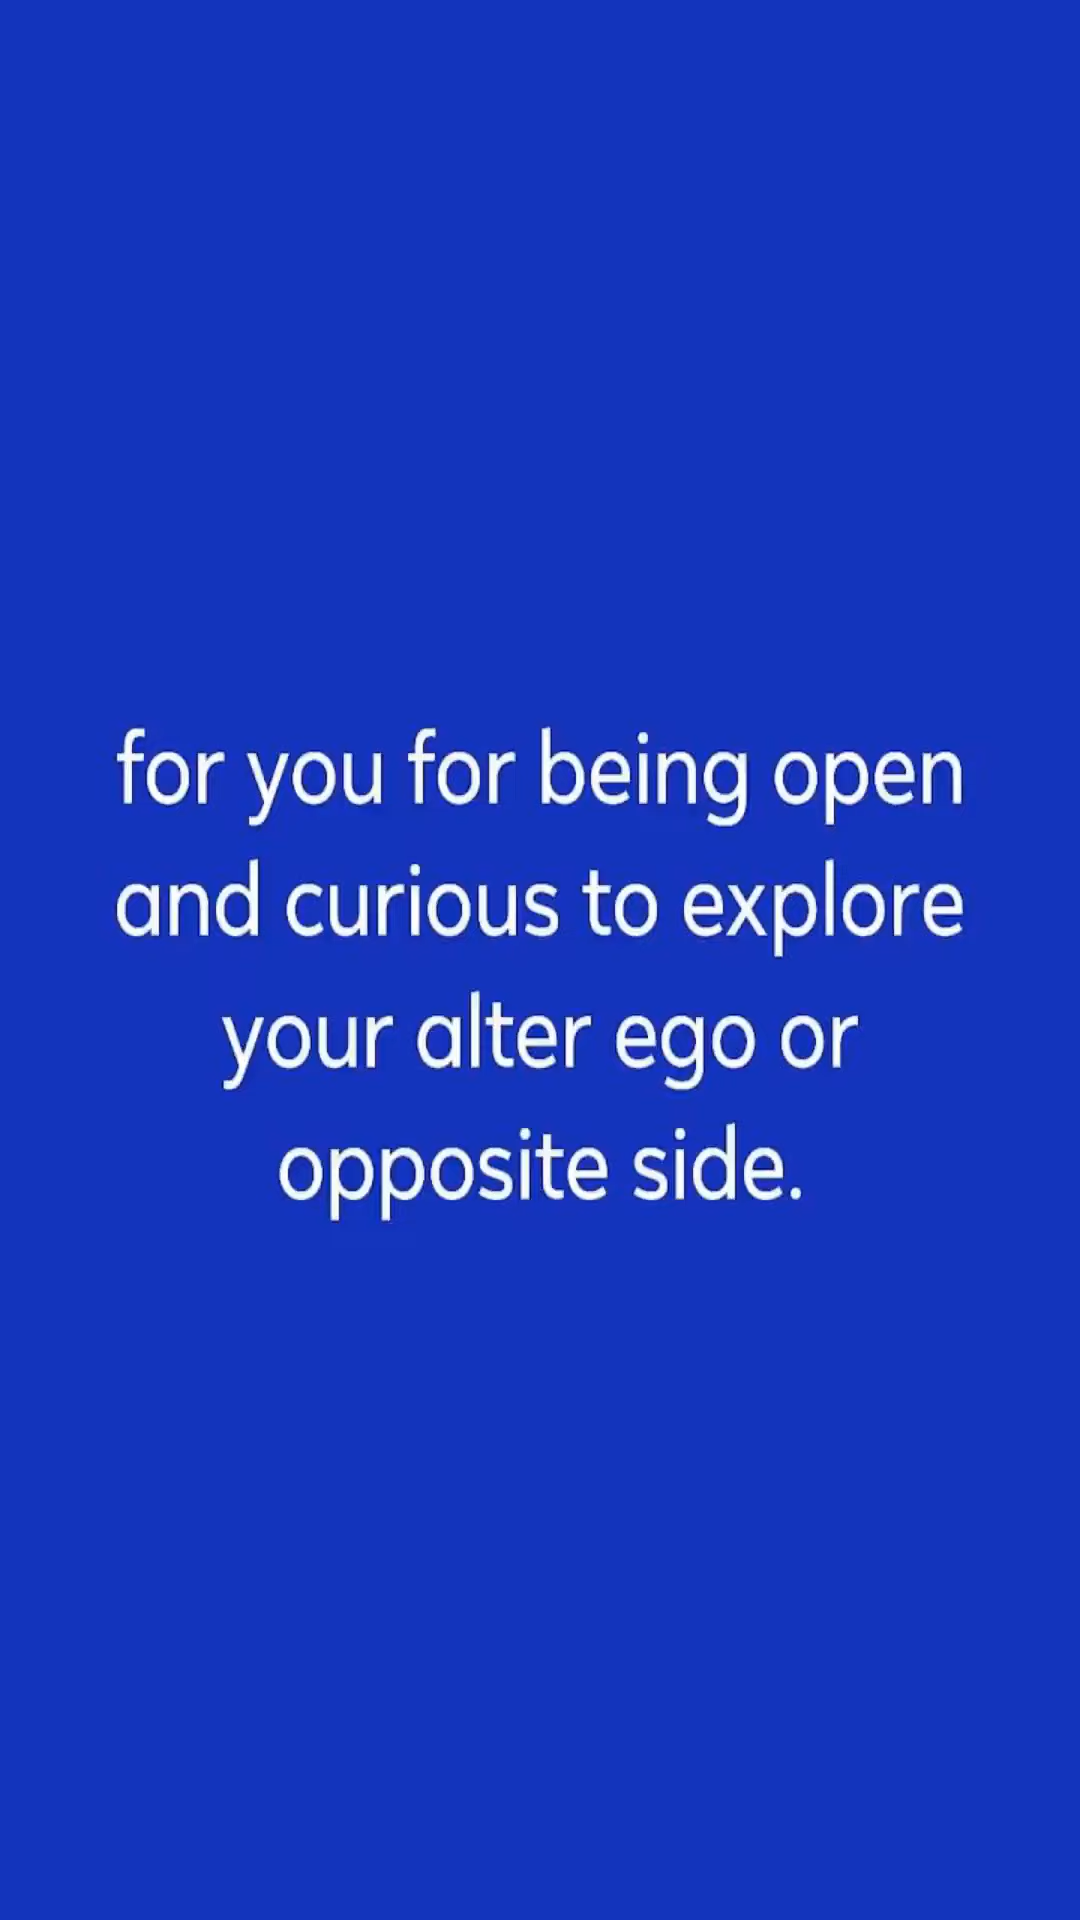 for you for being open
and curious to explore
your alter ego or
opposite side.